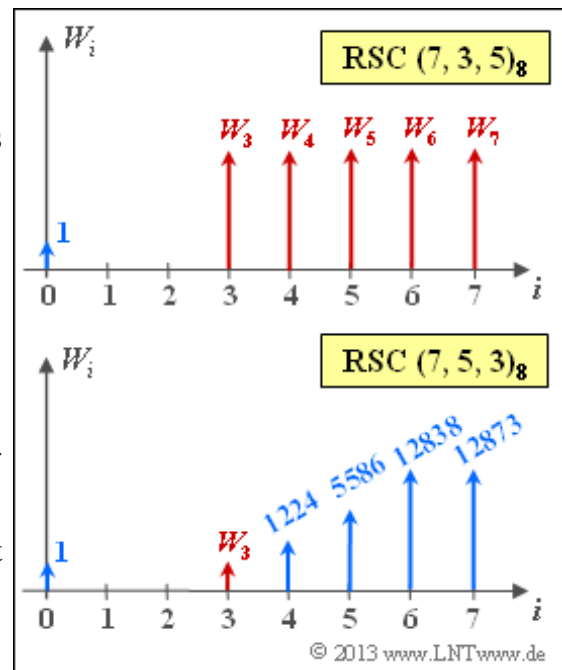 W_i
RSC (7, 3, 5)_8
W_3 W_4 W_5 W_6 W_7
1
0 1 2 3 4 5 6 7 i
W_i
RSC (7, 5, 3)_8
1224 5586 12838 12873
1
W_3
0 1 2 3 4 5 6 7 i
© 2013 www.LNTwww.de